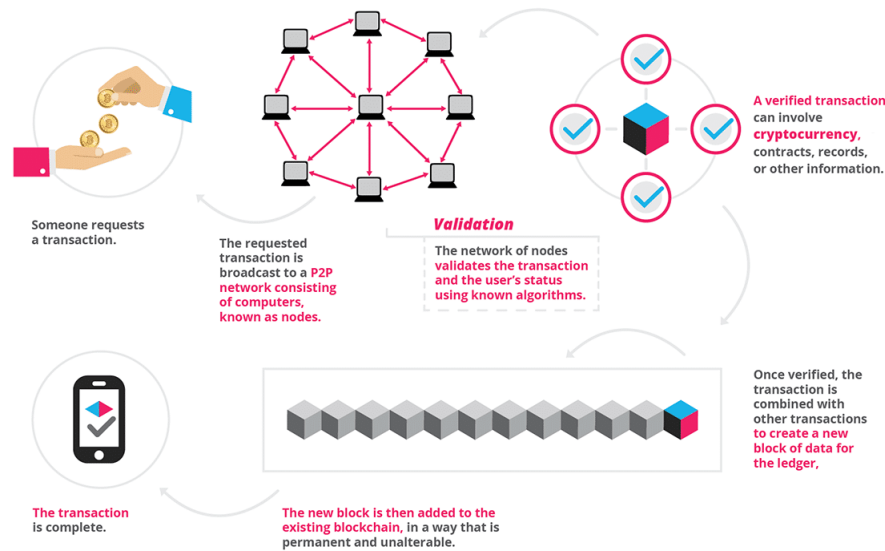 Someone requests
a transaction.
The requested
transaction is
broadcast to a P2P
network consisting
of computers,
known as nodes.
Validation
The network of nodes
validates the transaction
and the user's status
using known algorithms.
A verified transaction
can involve
cryptocurrency,
contracts, records,
or other information.
Once verified, the
transaction is
combined with
other transactions
to create a new
block of data for
the ledger,
The new block is then added to the
existing blockchain, in a way that is
permanent and unalterable.
The transaction
is complete.